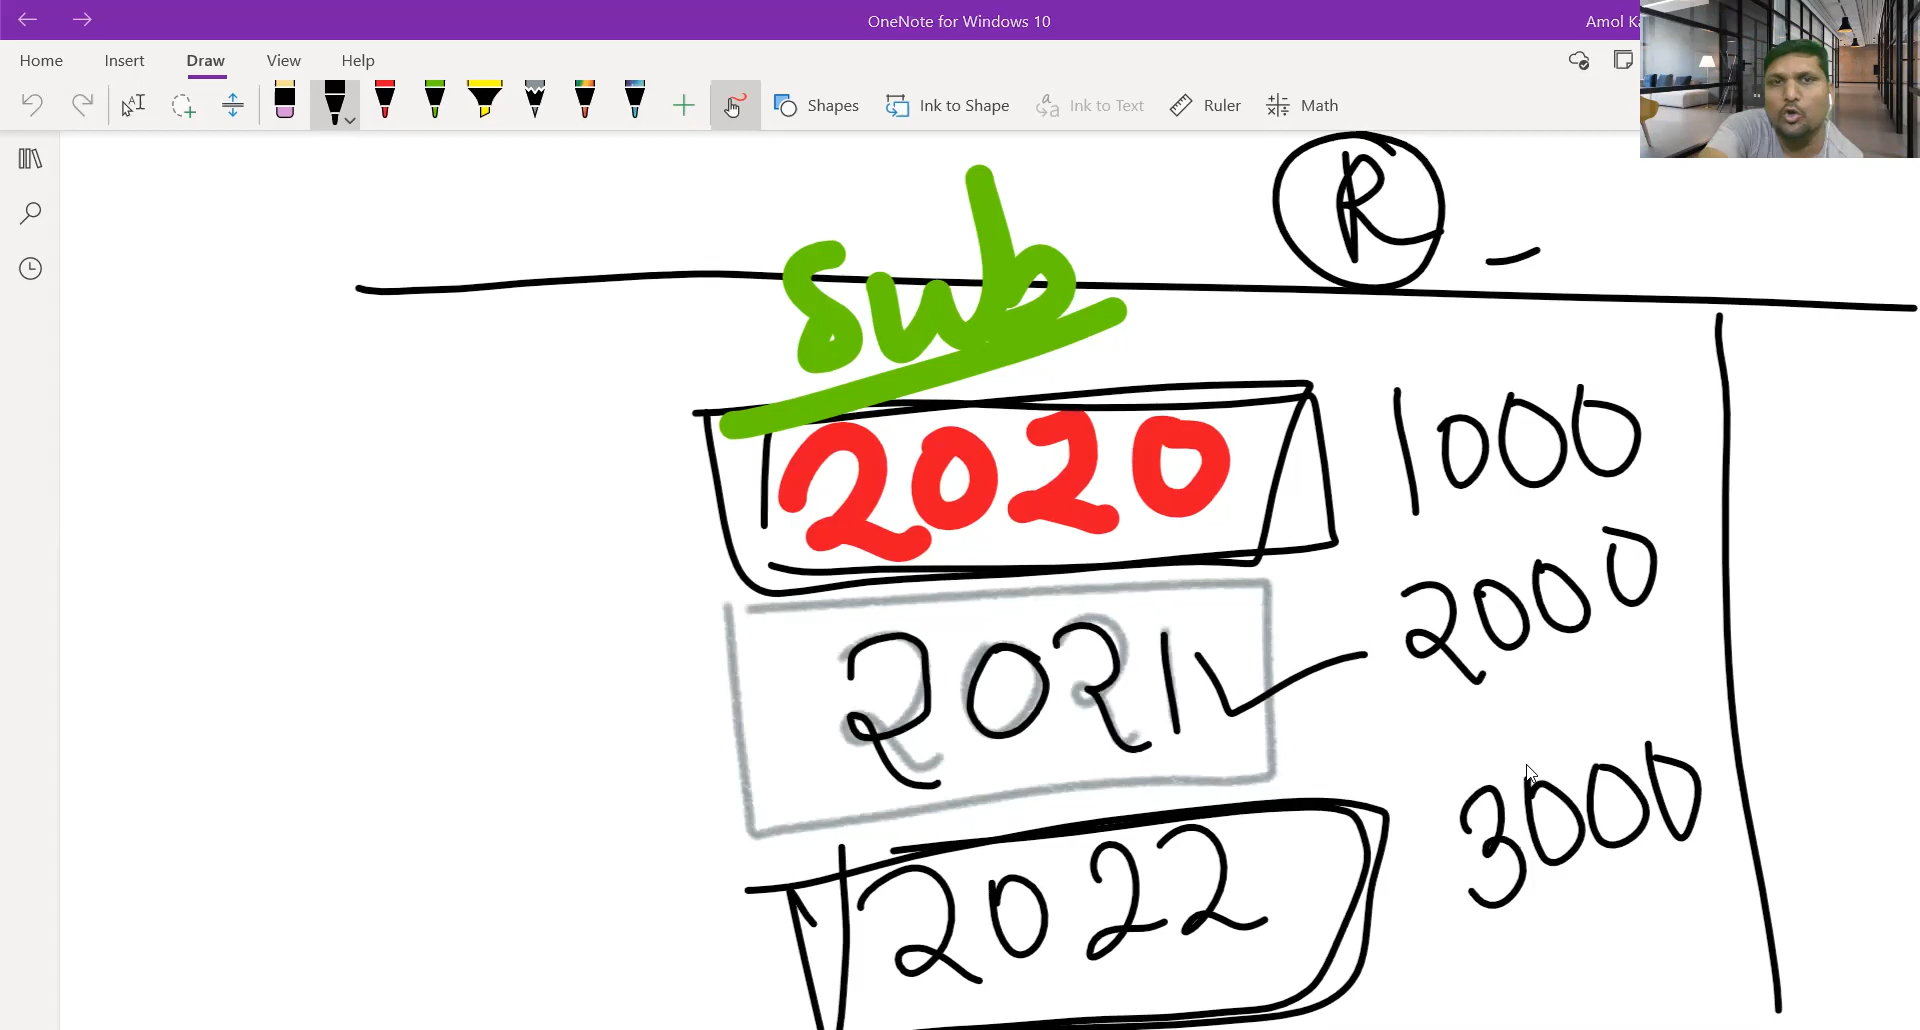 OneNote for Windows 10
Amol Ka
Home Insert Draw View Help
Shapes Ink to Shape Ink to Text Ruler Math
R -
sub
2020 1000
2021 2000
2022 3000